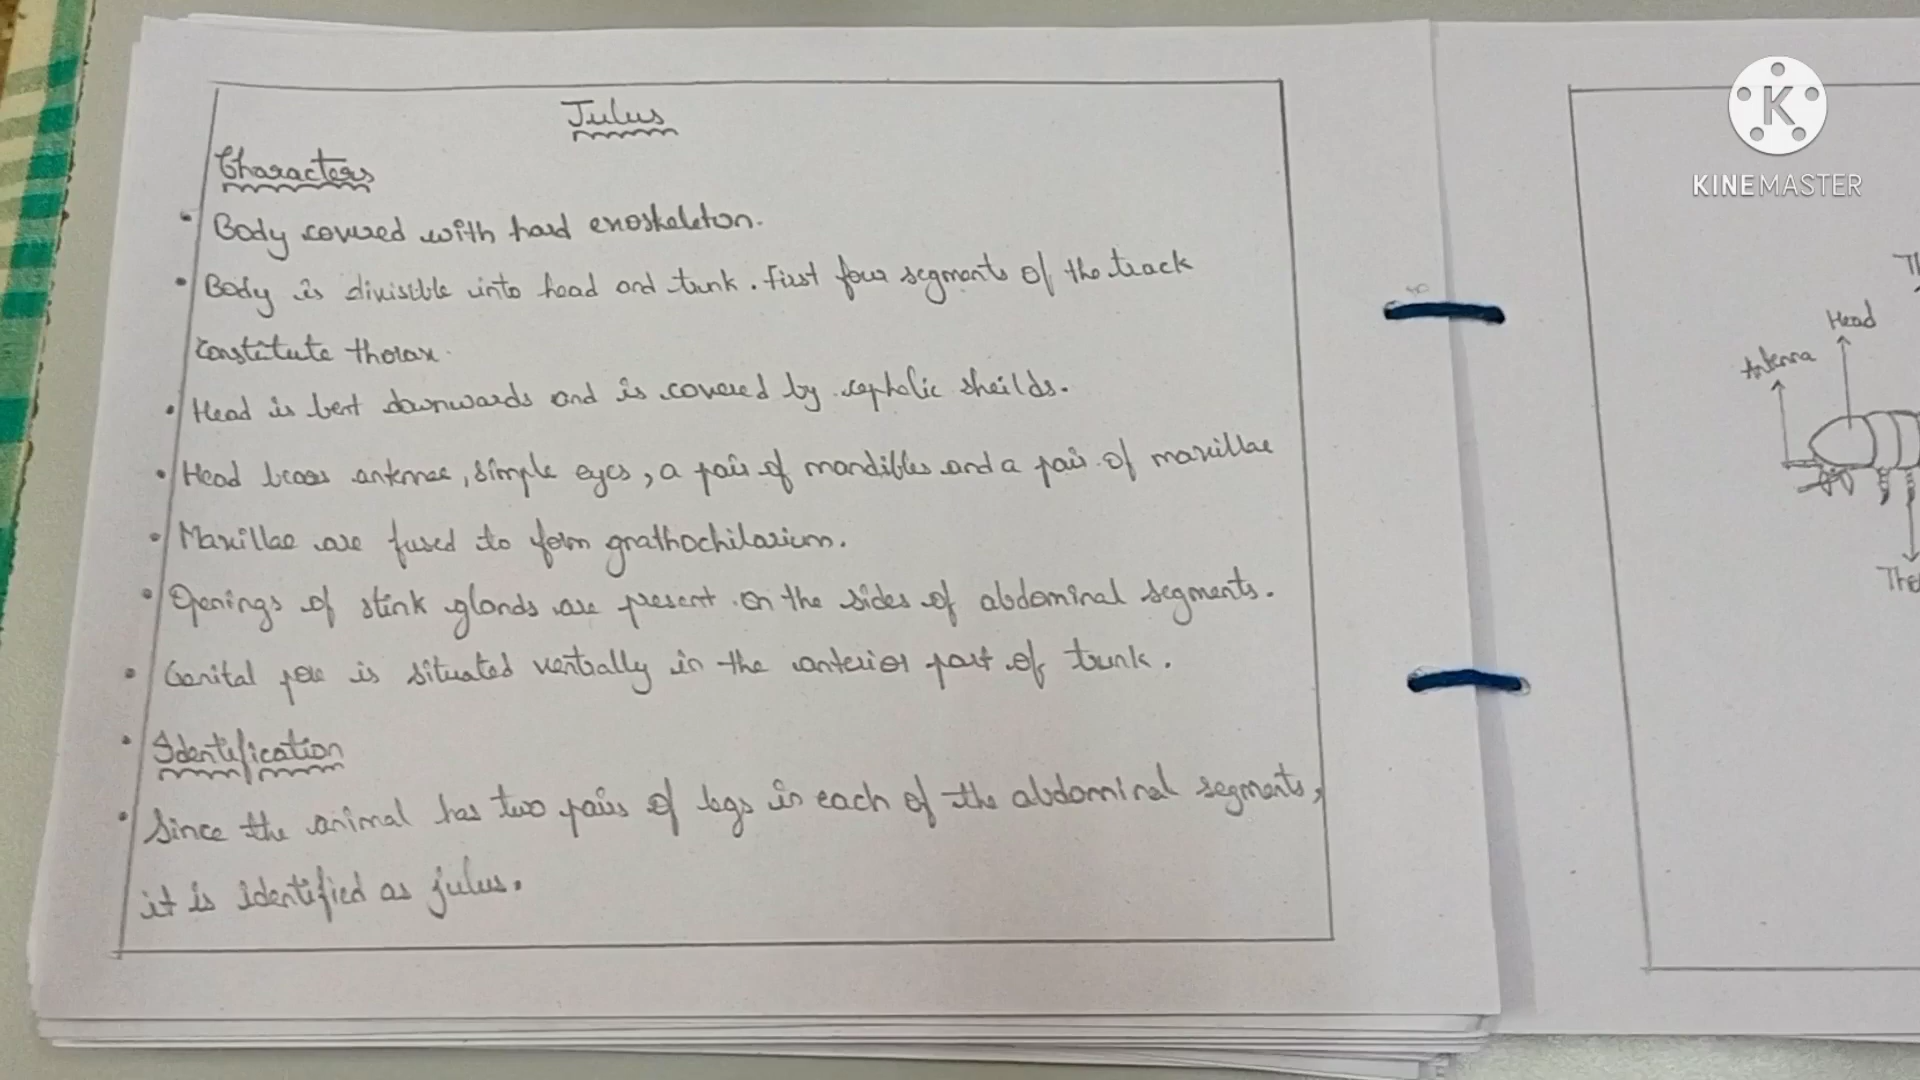 Julus
Characters
• Body covered with hard exoskeleton.
• Body is divisible into head and trunk. First four segments of the track
constitute thorax.
• Head is bent downwards and is covered by cephalic sheilds.
• Head bears antennae, simple eyes, a pair of mandibles and a pair of maxillae
• Maxillae are fused to form gnathochilarium.
• Openings of stink glands are present on the sides of abdominal segments.
• Genital pore is situated ventrally in the anterior part of trunk.
• Identification
• Since the animal has two pairs of legs in each of the abdominal segments,
it is identified as julus.
KINEMASTER
Head
Antenna